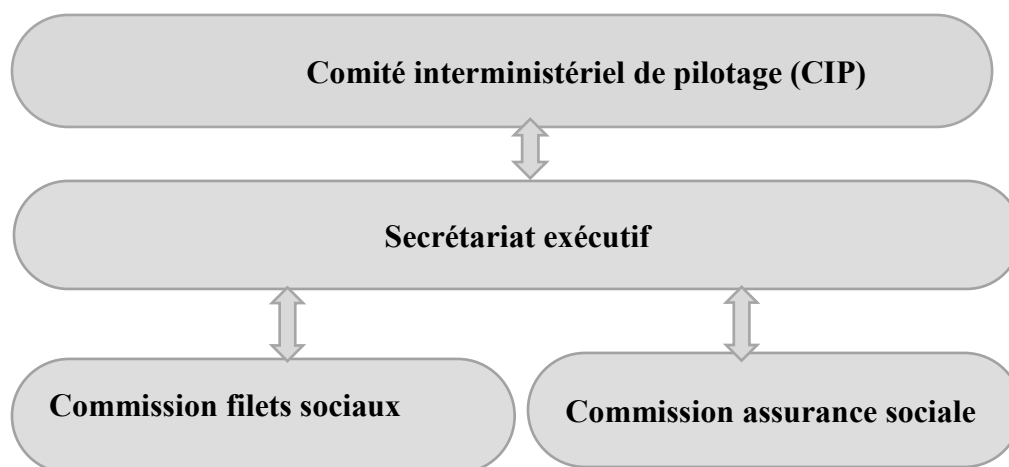 Comité interministériel de pilotage (CIP)
Secrétariat exécutif
Commission filets sociaux
Commission assurance sociale